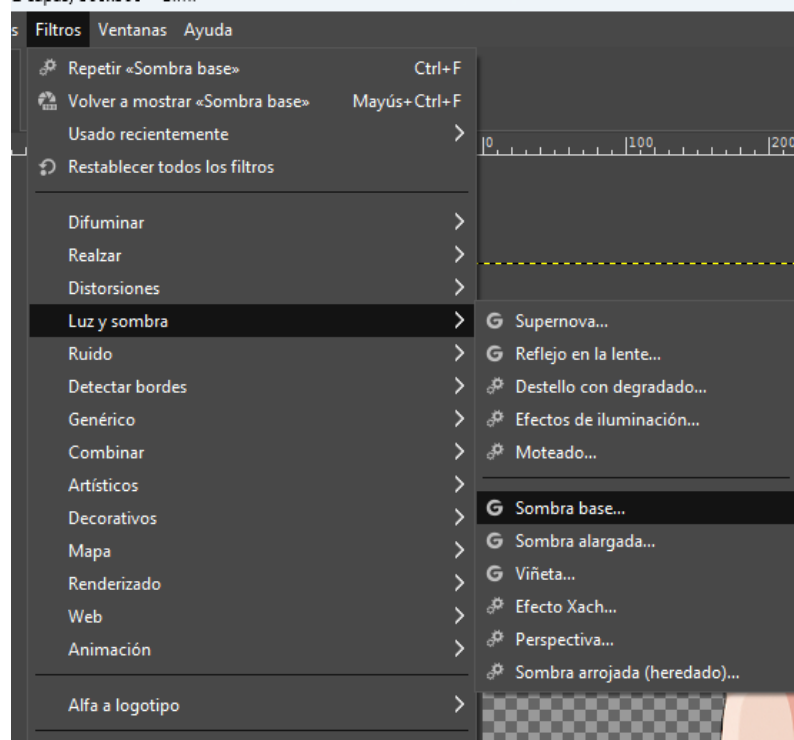 s Filtros Ventanas Ayuda
Repetir «Sombra base» Ctrl+F
Volver a mostrar «Sombra base» Mayús+Ctrl+F
Usado recientemente
Restablecer todos los filtros
0 100 200
Difuminar
Realzar
Distorsiones
Luz y sombra
Supernova...
Ruido
Reflejo en la lente...
Detectar bordes
Destello con degradado...
Genérico
Efectos de iluminación...
Combinar
Moteado...
Artísticos
Decorativos
Sombra base...
Mapa
Sombra alargada...
Renderizado
Viñeta...
Web
Efecto Xach...
Animación
Perspectiva...
Sombra arrojada (heredado)...
Alfa a logotipo